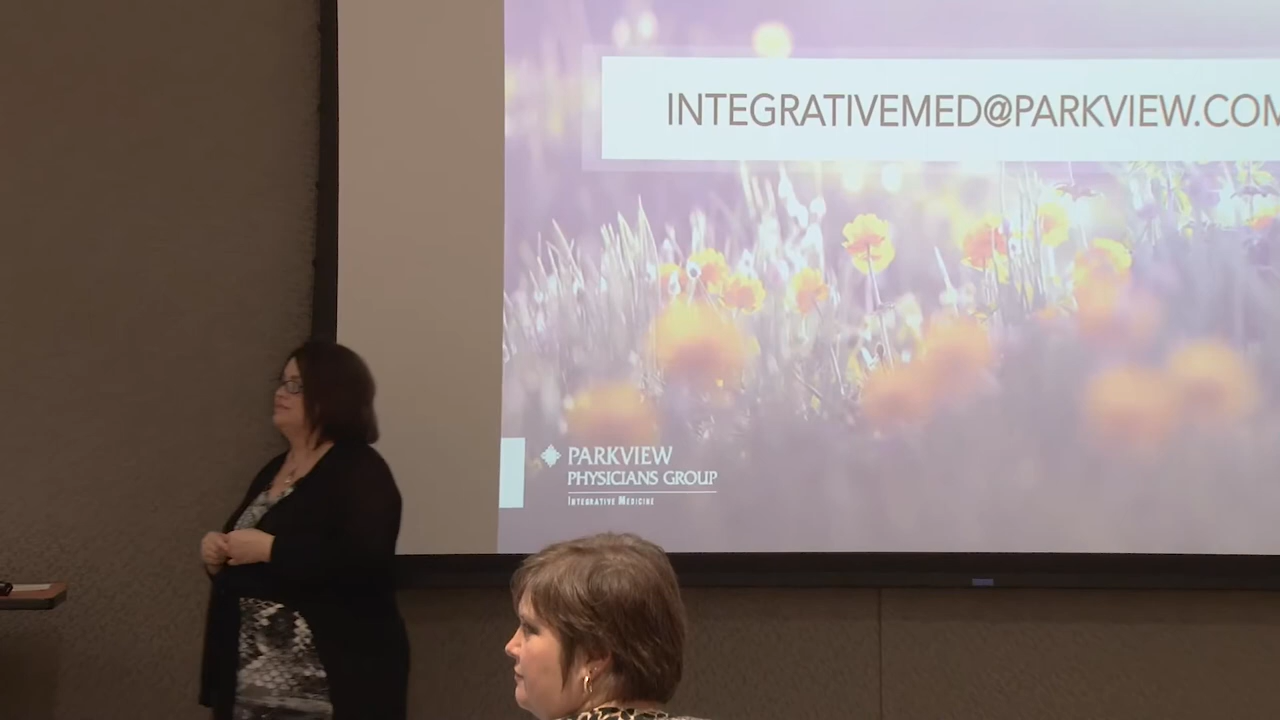 INTEGRATIVEMED@PARKVIEW.COM
PARKVIEW
PHYSICIANS GROUP
INTEGRATIVE MEDICINE